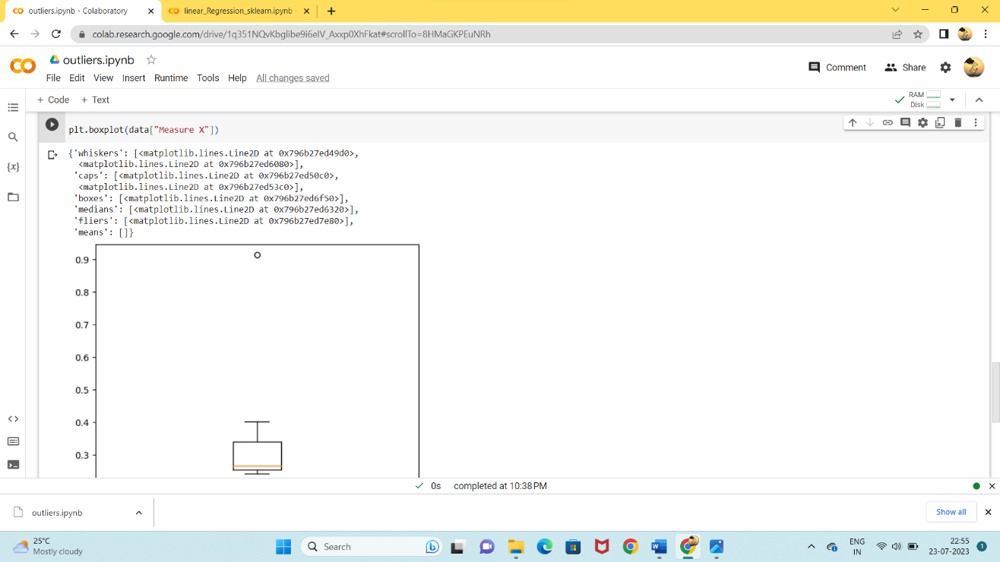 outliers.ipynb - Colaboratory
linear_Regression_sklearn.ipynb
colab.research.google.com/drive/1q351NQvKbglibe9i6eIV_Axxp0XhFkat#scrollTo=8HMaGKPEuNRh
outliers.ipynb
File Edit View Insert Runtime Tools Help All changes saved
Comment
Share
+ Code + Text
RAM
Disk
plt.boxplot(data["Measure X"])
{'whiskers': [<matplotlib.lines.Line2D at 0x796b27ed49d0>,
<matplotlib.lines.Line2D at 0x796b27ed6080>],
'caps': [<matplotlib.lines.Line2D at 0x796b27ed50c0>,
<matplotlib.lines.Line2D at 0x796b27ed53c0>],
'boxes': [<matplotlib.lines.Line2D at 0x796b27ed6f50>],
'medians': [<matplotlib.lines.Line2D at 0x796b27ed6320>],
'fliers': [<matplotlib.lines.Line2D at 0x796b27ed7e80>],
'means': []}
{x}
0.9
0.8
0.7
0.6
0.5
0.4
0.3
0s completed at 10:38 PM
outliers.ipynb
Show all
25°C
Mostly cloudy
Search
ENG
IN
22:55
23-07-2023
1